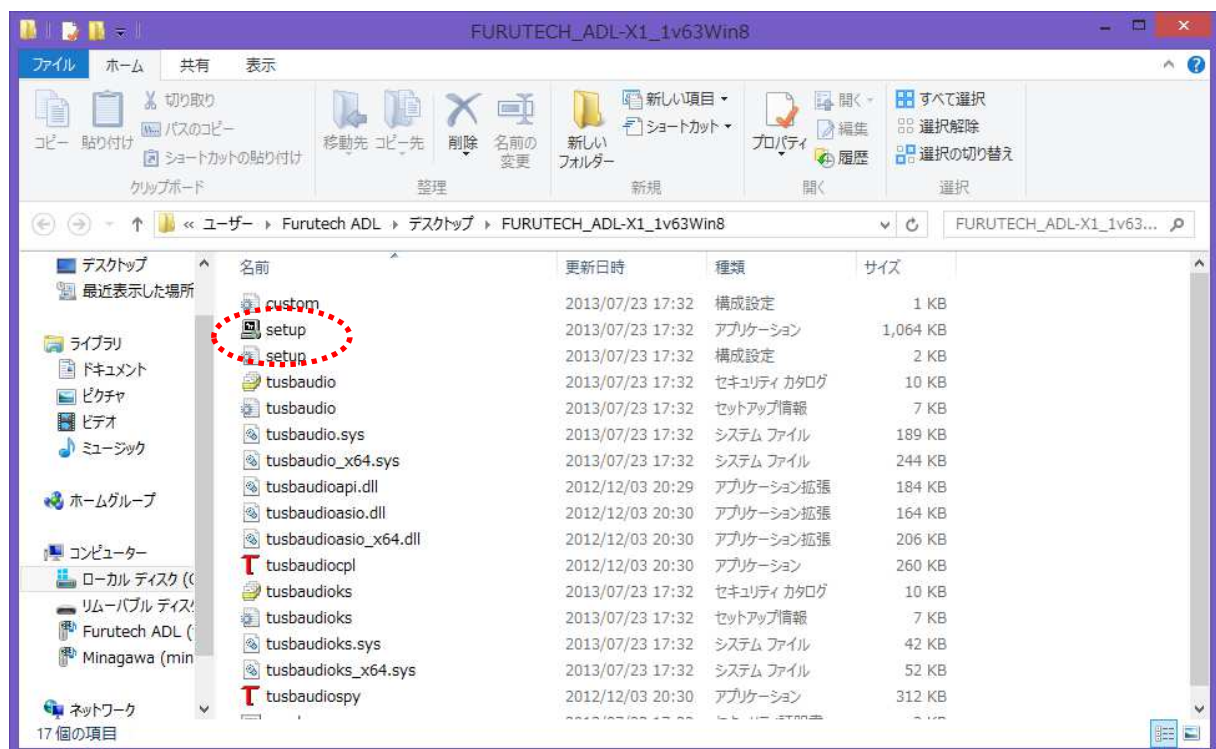 FURUTECH_ADL-X1_1v63Win8
ファイル ホーム 共有 表示
コピー 貼り付け 切り取り パスのコピー ショートカットの貼り付け
移動先 コピー先 削除 名前の変更
新しいフォルダー 新しい項目 ショートカット
プロパティ 開く 編集 履歴
すべて選択 選択解除 選択の切り替え
クリップボード 整理 新規 開く 選択
« ユーザー Furutech ADL デスクトップ FURUTECH_ADL-X1_1v63Win8 FURUTECH_ADL-X1_1v63...
デスクトップ
最近表示した場所
ライブラリ
ドキュメント
ピクチャ
ビデオ
ミュージック
ホームグループ
コンピューター
ローカル ディスク (C
リムーバブル ディス
Furutech ADL (
Minagawa (min
ネットワーク
名前 更新日時 種類 サイズ
custom 2013/07/23 17:32 構成設定 1 KB
setup 2013/07/23 17:32 アプリケーション 1,064 KB
setup 2013/07/23 17:32 構成設定 2 KB
tusbaudio 2013/07/23 17:32 セキュリティ カタログ 10 KB
tusbaudio 2013/07/23 17:32 セットアップ情報 7 KB
tusbaudio.sys 2013/07/23 17:32 システム ファイル 189 KB
tusbaudio_x64.sys 2013/07/23 17:32 システム ファイル 244 KB
tusbaudioapi.dll 2012/12/03 20:29 アプリケーション拡張 184 KB
tusbaudioasio.dll 2012/12/03 20:30 アプリケーション拡張 164 KB
tusbaudioasio_x64.dll 2012/12/03 20:30 アプリケーション拡張 206 KB
tusbaudiocpl 2012/12/03 20:30 アプリケーション 260 KB
tusbaudioks 2013/07/23 17:32 セキュリティ カタログ 10 KB
tusbaudioks 2013/07/23 17:32 セットアップ情報 7 KB
tusbaudioks.sys 2013/07/23 17:32 システム ファイル 42 KB
tusbaudioks_x64.sys 2013/07/23 17:32 システム ファイル 52 KB
tusbaudiospy 2012/12/03 20:30 アプリケーション 312 KB
17 個の項目